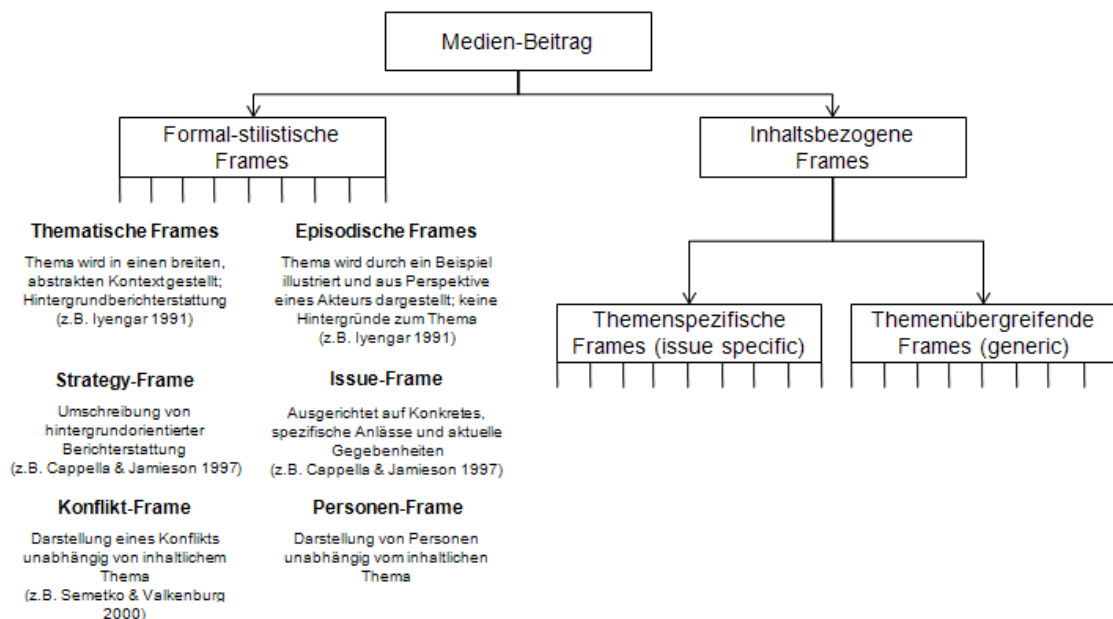 Medien-Beitrag
Formal-stilistische
Frames
Inhaltsbezogene
Frames
Thematische Frames
Thema wird in einen breiten,
abstrakten Kontext gestellt;
Hintergrundberichterstattung
(z.B. Iyengar 1991)
Episodische Frames
Thema wird durch ein Beispiel
illustriert und aus Perspektive
eines Akteurs dargestellt; keine
Hintergründe zum Thema
(z.B. Iyengar 1991)
Themenspezifische
Frames (issue specific)
Themenübergreifende
Frames (generic)
Strategy-Frame
Umschreibung von
hintergrundorientierter
Berichterstattung
(z.B. Cappella & Jamieson 1997)
Issue-Frame
Ausgerichtet auf Konkretes,
spezifische Anlässe und aktuelle
Gegebenheiten
(z.B. Cappella & Jamieson 1997)
Konflikt-Frame
Darstellung eines Konflikts
unabhängig von inhaltlichem
Thema
(z.B. Semetko & Valkenburg
2000)
Personen-Frame
Darstellung von Personen
unabhängig vom inhaltlichen
Thema